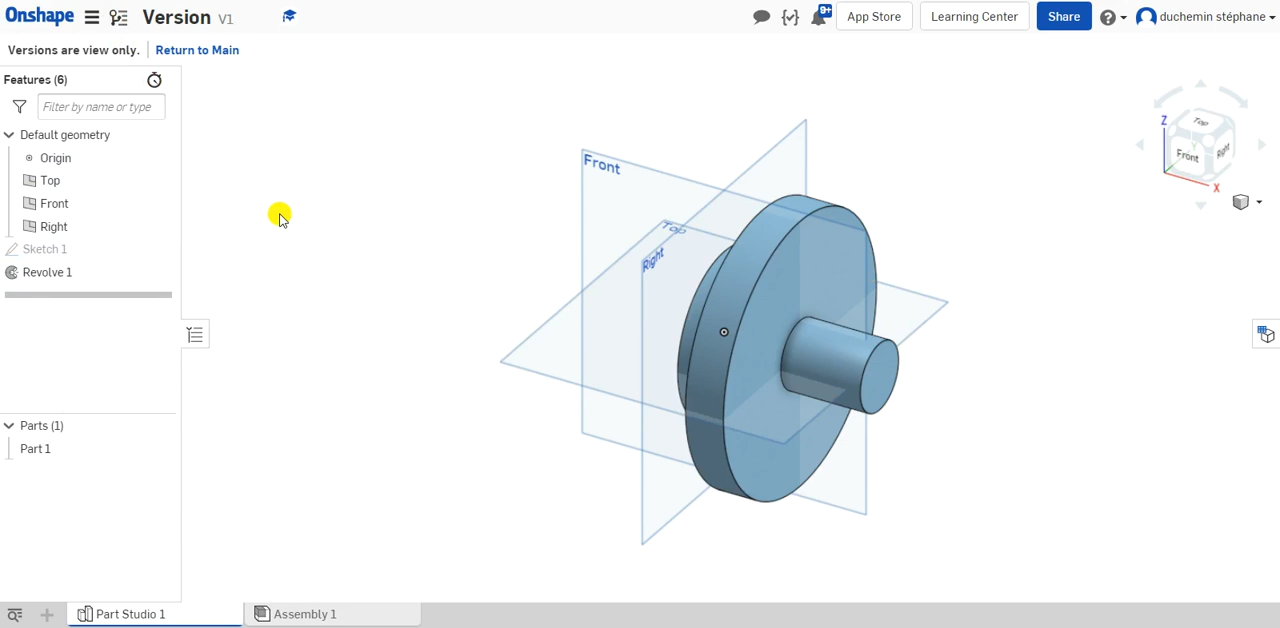 Onshape Version V1 9+ App Store Learning Center Share duchemin stéphane
Versions are view only. Return to Main
Features (6)
Filter by name or type
Default geometry
Origin
Top
Front
Right
Sketch 1
Revolve 1
Parts (1)
Part 1
Front
Top
Right
Top
Front
Right
Z
Y
X
Part Studio 1 Assembly 1